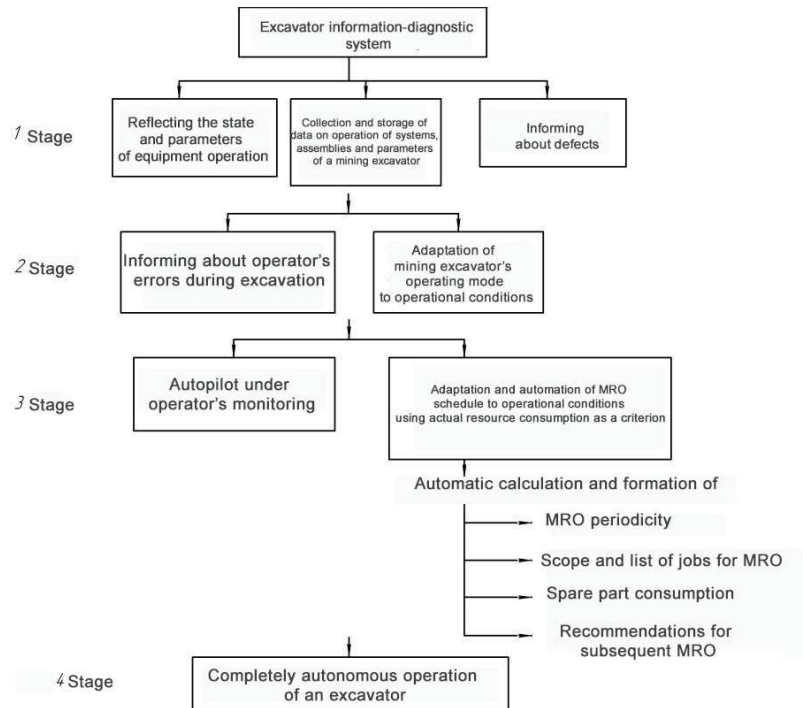 Excavator information-diagnostic
system
1 Stage
Reflecting the state
and parameters
of equipment operation
Collection and storage of
data on operation of systems,
assemblies and parameters
of a mining excavator
Informing
about defects
2 Stage
Informing about operator's
errors during excavation
Adaptation of
mining excavator's
operating mode
to operational conditions
3 Stage
Autopilot under
operator's monitoring
Adaptation and automation of MRO
schedule to operational conditions
using actual resource consumption as a criterion
Automatic calculation and formation of
MRO periodicity
Scope and list of jobs for MRO
Spare part consumption
Recommendations for
subsequent MRO
4 Stage
Completely autonomous operation
of an excavator